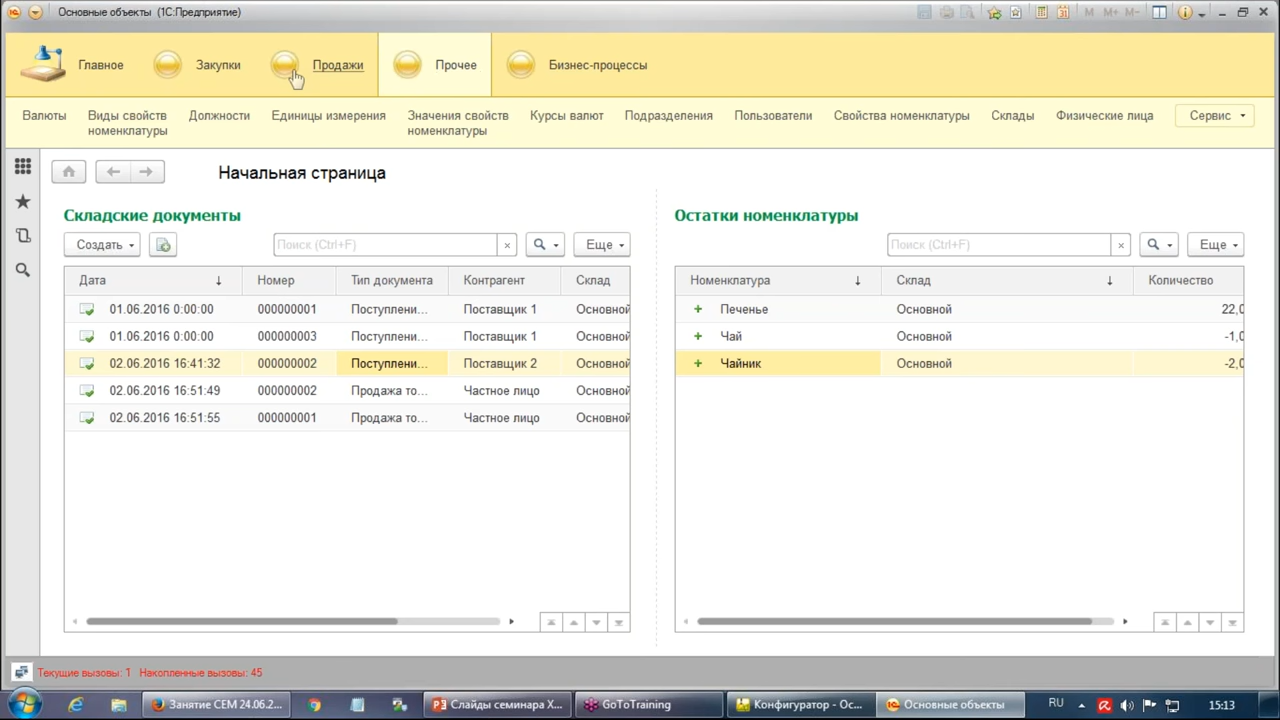 Основные объекты (1С:Предприятие)
M M+ M-
Главное Закупки Продажи Прочее Бизнес-процессы
Валюты Виды свойств номенклатуры Должности Единицы измерения Значения свойств номенклатуры Курсы валют Подразделения Пользователи Свойства номенклатуры Склады Физические лица Сервис
Начальная страница
Складские документы
Создать Поиск (Ctrl+F) × Еще
Дата ↓ Номер Тип документа Контрагент Склад
01.06.2016 0:00:00 000000001 Поступлени... Поставщик 1 Основной
01.06.2016 0:00:00 000000003 Поступлени... Поставщик 1 Основной
02.06.2016 16:41:32 000000002 Поступлени... Поставщик 2 Основной
02.06.2016 16:51:49 000000002 Продажа то... Частное лицо Основной
02.06.2016 16:51:55 000000001 Продажа то... Частное лицо Основной
Остатки номенклатуры
Поиск (Ctrl+F) × Еще
Номенклатура ↓ Склад ↓ Количество
Печенье Основной 22,0
Чай Основной -1,0
Чайник Основной -2,0
Текущие вызовы: 1 Накопленные вызовы: 45
Занятие СЕМ 24.06.2... Слайды семинара X... GoToTraining Конфигуратор - Ос... Основные объекты RU 15:13